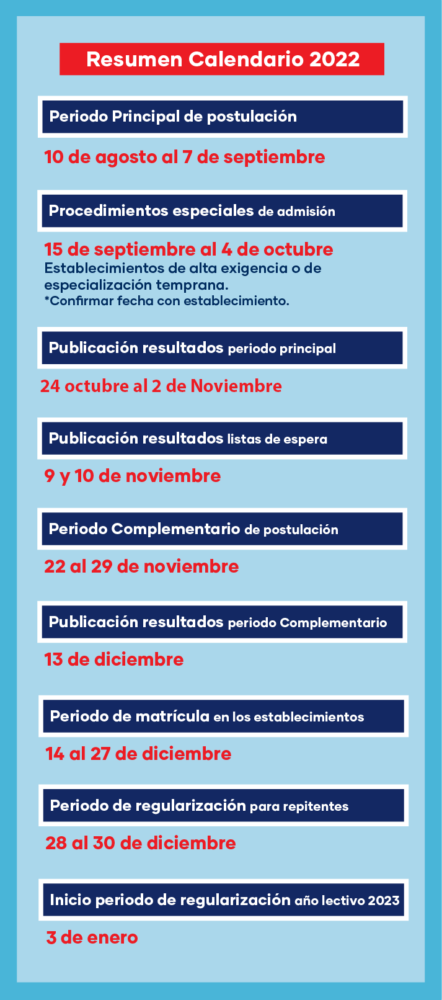 Resumen Calendario 2022
Periodo Principal de postulación
10 de agosto al 7 de septiembre
Procedimientos especiales de admisión
15 de septiembre al 4 de octubre
Establecimientos de alta exigencia o de
especialización temprana.
*Confirmar fecha con establecimiento.
Publicación resultados periodo principal
24 octubre al 2 de Noviembre
Publicación resultados listas de espera
9 y 10 de noviembre
Periodo Complementario de postulación
22 al 29 de noviembre
Publicación resultados periodo Complementario
13 de diciembre
Periodo de matrícula en los establecimientos
14 al 27 de diciembre
Periodo de regularización para repitentes
28 al 30 de diciembre
Inicio periodo de regularización año lectivo 2023
3 de enero